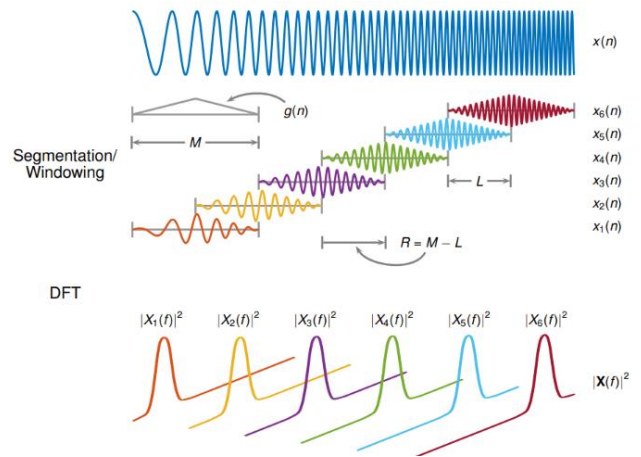 x(n)
g(n)
M
Segmentation/
Windowing
x₆(n)
x₅(n)
x₄(n)
L
x₃(n)
x₂(n)
x₁(n)
R = M − L
DFT
|X₁(f)|² |X₂(f)|² |X₃(f)|² |X₄(f)|² |X₅(f)|² |X₆(f)|²
|X(f)|²